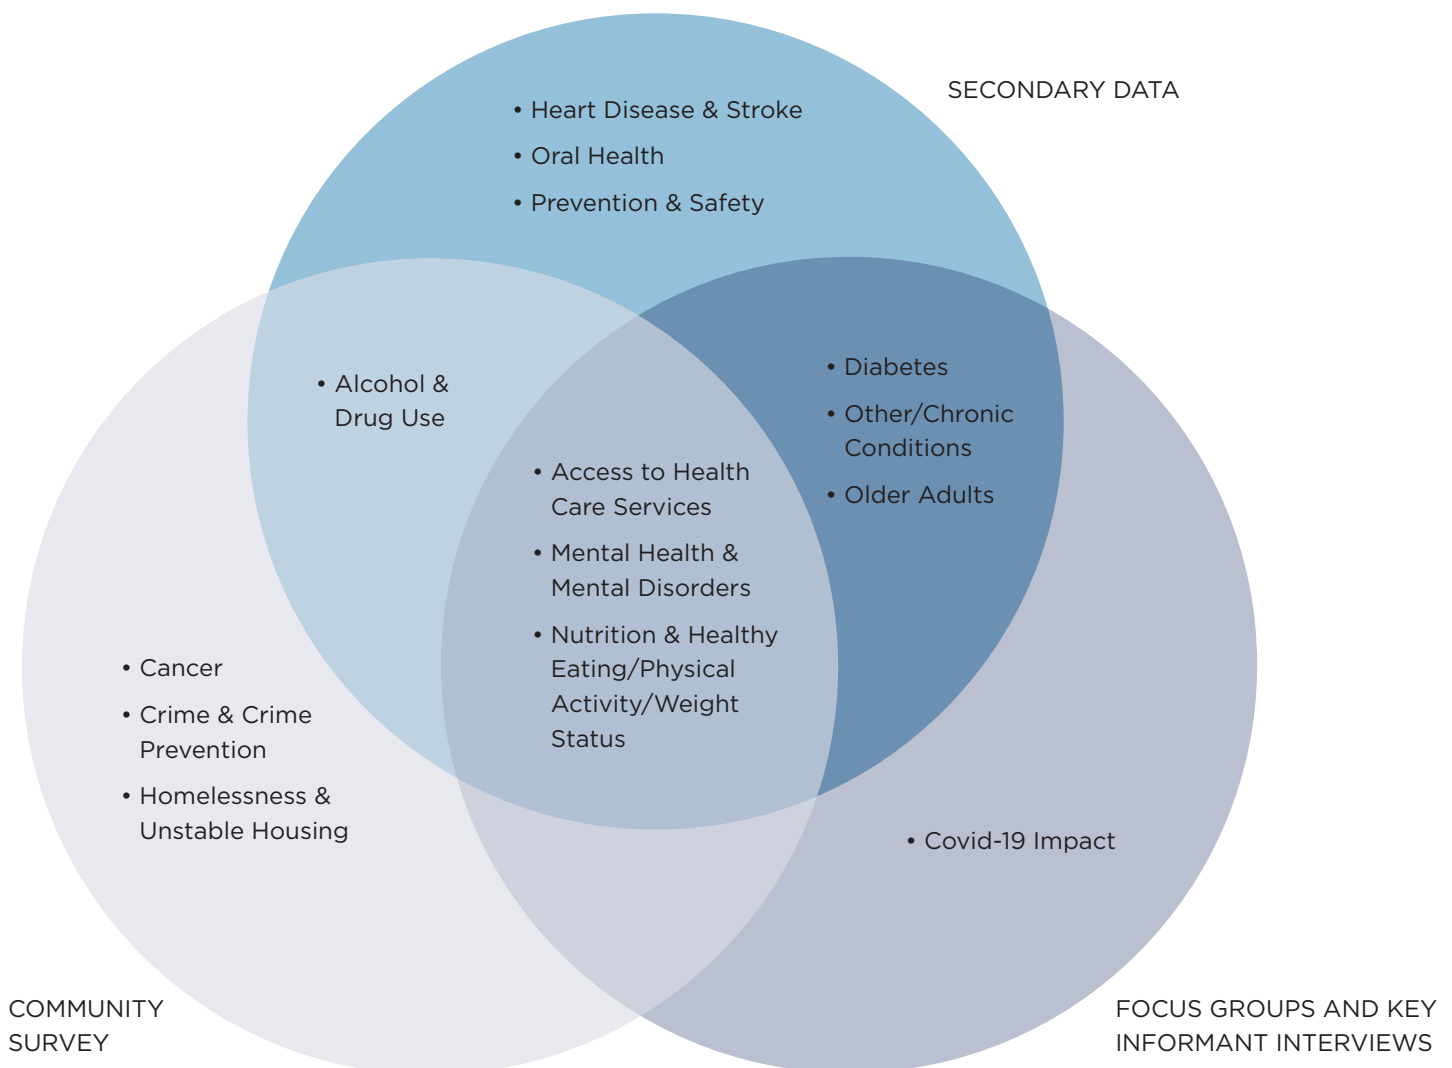 SECONDARY DATA
• Heart Disease & Stroke
• Oral Health
• Prevention & Safety
• Alcohol &
Drug Use
• Diabetes
• Other/Chronic
Conditions
• Older Adults
• Access to Health
Care Services
• Mental Health &
Mental Disorders
• Nutrition & Healthy
Eating/Physical
Activity/Weight
Status
• Cancer
• Crime & Crime
Prevention
• Homelessness &
Unstable Housing
• Covid-19 Impact
COMMUNITY
SURVEY
FOCUS GROUPS AND KEY
INFORMANT INTERVIEWS